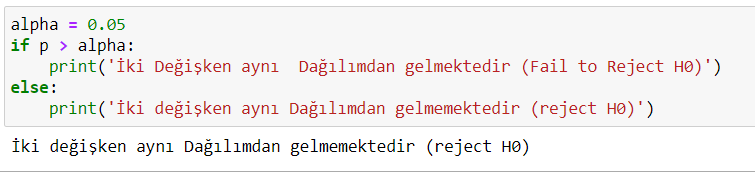 alpha = 0.05
if p > alpha:
    print('İki Değişken aynı  Dağılımdan gelmektedir (Fail to Reject H0)')
else:
    print('İki değişken aynı Dağılımdan gelmemektedir (reject H0)')
İki değişken aynı Dağılımdan gelmemektedir (reject H0)